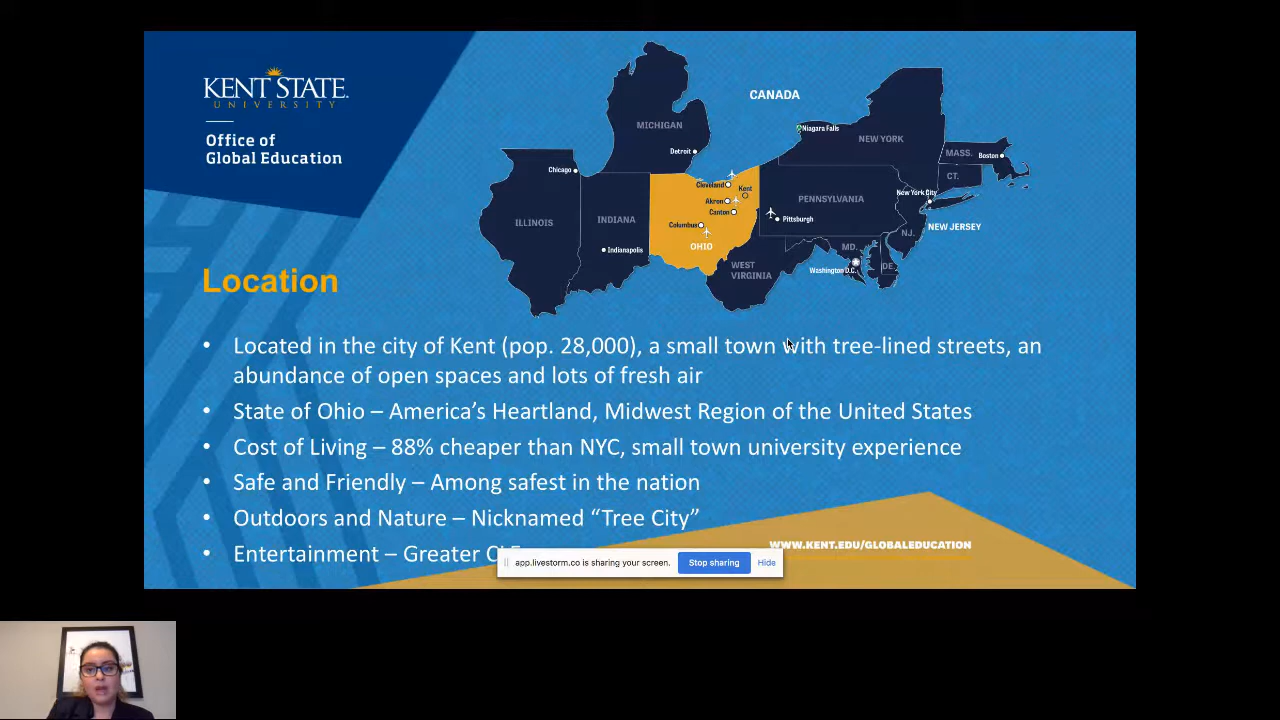 KENT STATE
UNIVERSITY
Office of
Global Education
CANADA
Niagara Falls
MICHIGAN
NEW YORK
Detroit
MASS.
Boston
Chicago
CT.
Cleveland
Kent
New York City
Akron
PENNSYLVANIA
Canton
ILLINOIS
INDIANA
Pittsburgh
Columbus
NEW JERSEY
NJ.
OHIO
Indianapolis
MD.
WEST
VIRGINIA
Washington D.C.
DE.
Location
• Located in the city of Kent (pop. 28,000), a small town with tree-lined streets, an
abundance of open spaces and lots of fresh air
• State of Ohio – America’s Heartland, Midwest Region of the United States
• Cost of Living – 88% cheaper than NYC, small town university experience
• Safe and Friendly – Among safest in the nation
• Outdoors and Nature – Nicknamed “Tree City”
WWW.KENT.EDU/GLOBALEDUCATION
• Entertainment – Greater
app.livestorm.co is sharing your screen. Stop sharing Hide